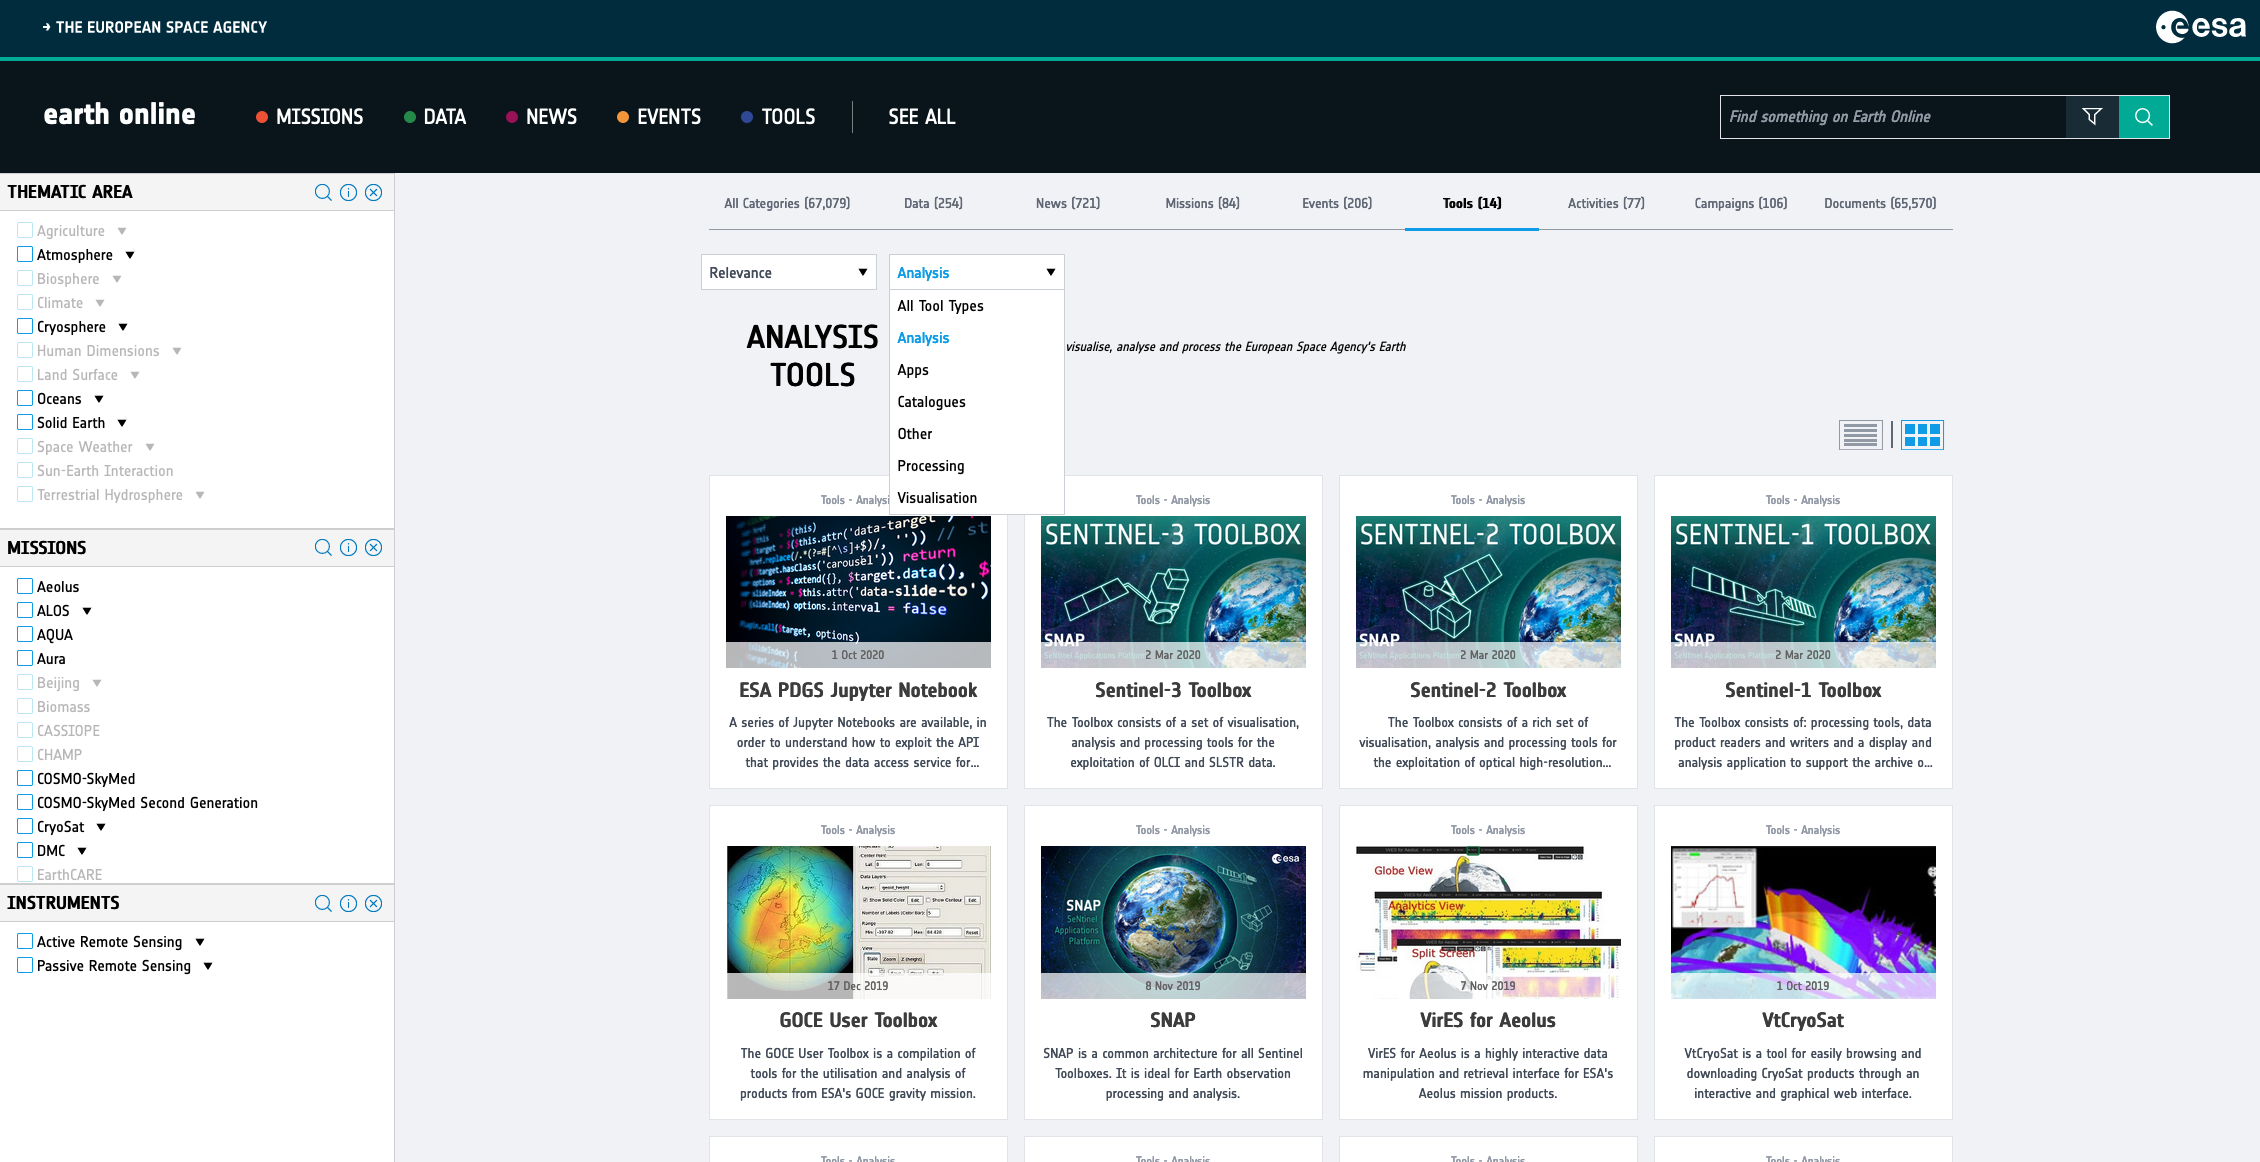 → THE EUROPEAN SPACE AGENCY
esa
earth online
MISSIONS
DATA
NEWS
EVENTS
TOOLS
SEE ALL
Find something on Earth Online
THEMATIC AREA
Agriculture
Atmosphere
Biosphere
Climate
Cryosphere
Human Dimensions
Land Surface
Oceans
Solid Earth
Space Weather
Sun-Earth Interaction
Terrestrial Hydrosphere
MISSIONS
Aeolus
ALOS
AQUA
Aura
Beijing
Biomass
CASSIOPE
CHAMP
COSMO-SkyMed
COSMO-SkyMed Second Generation
CryoSat
DMC
EarthCARE
INSTRUMENTS
Active Remote Sensing
Passive Remote Sensing
All Categories (67,079)
Data (254)
News (721)
Missions (84)
Events (206)
Tools (14)
Activities (77)
Campaigns (106)
Documents (65,570)
Relevance
Analysis
All Tool Types
Analysis
Apps
Catalogues
Other
Processing
Visualisation
ANALYSIS
TOOLS
visualise, analyse and process the European Space Agency's Earth
Tools - Analysis
1 Oct 2020
ESA PDGS Jupyter Notebook
A series of Jupyter Notebooks are available, in
order to understand how to exploit the API
that provides the data access service for...
Tools - Analysis
SENTINEL-3 TOOLBOX
SNAP
2 Mar 2020
Sentinel-3 Toolbox
The Toolbox consists of a set of visualisation,
analysis and processing tools for the
exploitation of OLCI and SLSTR data.
Tools - Analysis
SENTINEL-2 TOOLBOX
SNAP
2 Mar 2020
Sentinel-2 Toolbox
The Toolbox consists of a rich set of
visualisation, analysis and processing tools for
the exploitation of optical high-resolution...
Tools - Analysis
SENTINEL-1 TOOLBOX
SNAP
2 Mar 2020
Sentinel-1 Toolbox
The Toolbox consists of: processing tools, data
product readers and writers and a display and
analysis application to support the archive o...
Tools - Analysis
17 Dec 2019
GOCE User Toolbox
The GOCE User Toolbox is a compilation of
tools for the utilisation and analysis of
products from ESA's GOCE gravity mission.
Tools - Analysis
esa
SNAP
SeNtinel
Applications
Platform
8 Nov 2019
SNAP
SNAP is a common architecture for all Sentinel
Toolboxes. It is ideal for Earth observation
processing and analysis.
Tools - Analysis
Globe View
Analytics View
Split Screen
7 Nov 2019
VirES for Aeolus
VirES for Aeolus is a highly interactive data
manipulation and retrieval interface for ESA's
Aeolus mission products.
Tools - Analysis
1 Oct 2019
VtCryoSat
VtCryoSat is a tool for easily browsing and
downloading CryoSat products through an
interactive and graphical web interface.
Tools - Analysis
Tools - Analysis
Tools - Analysis
Tools - Analysis